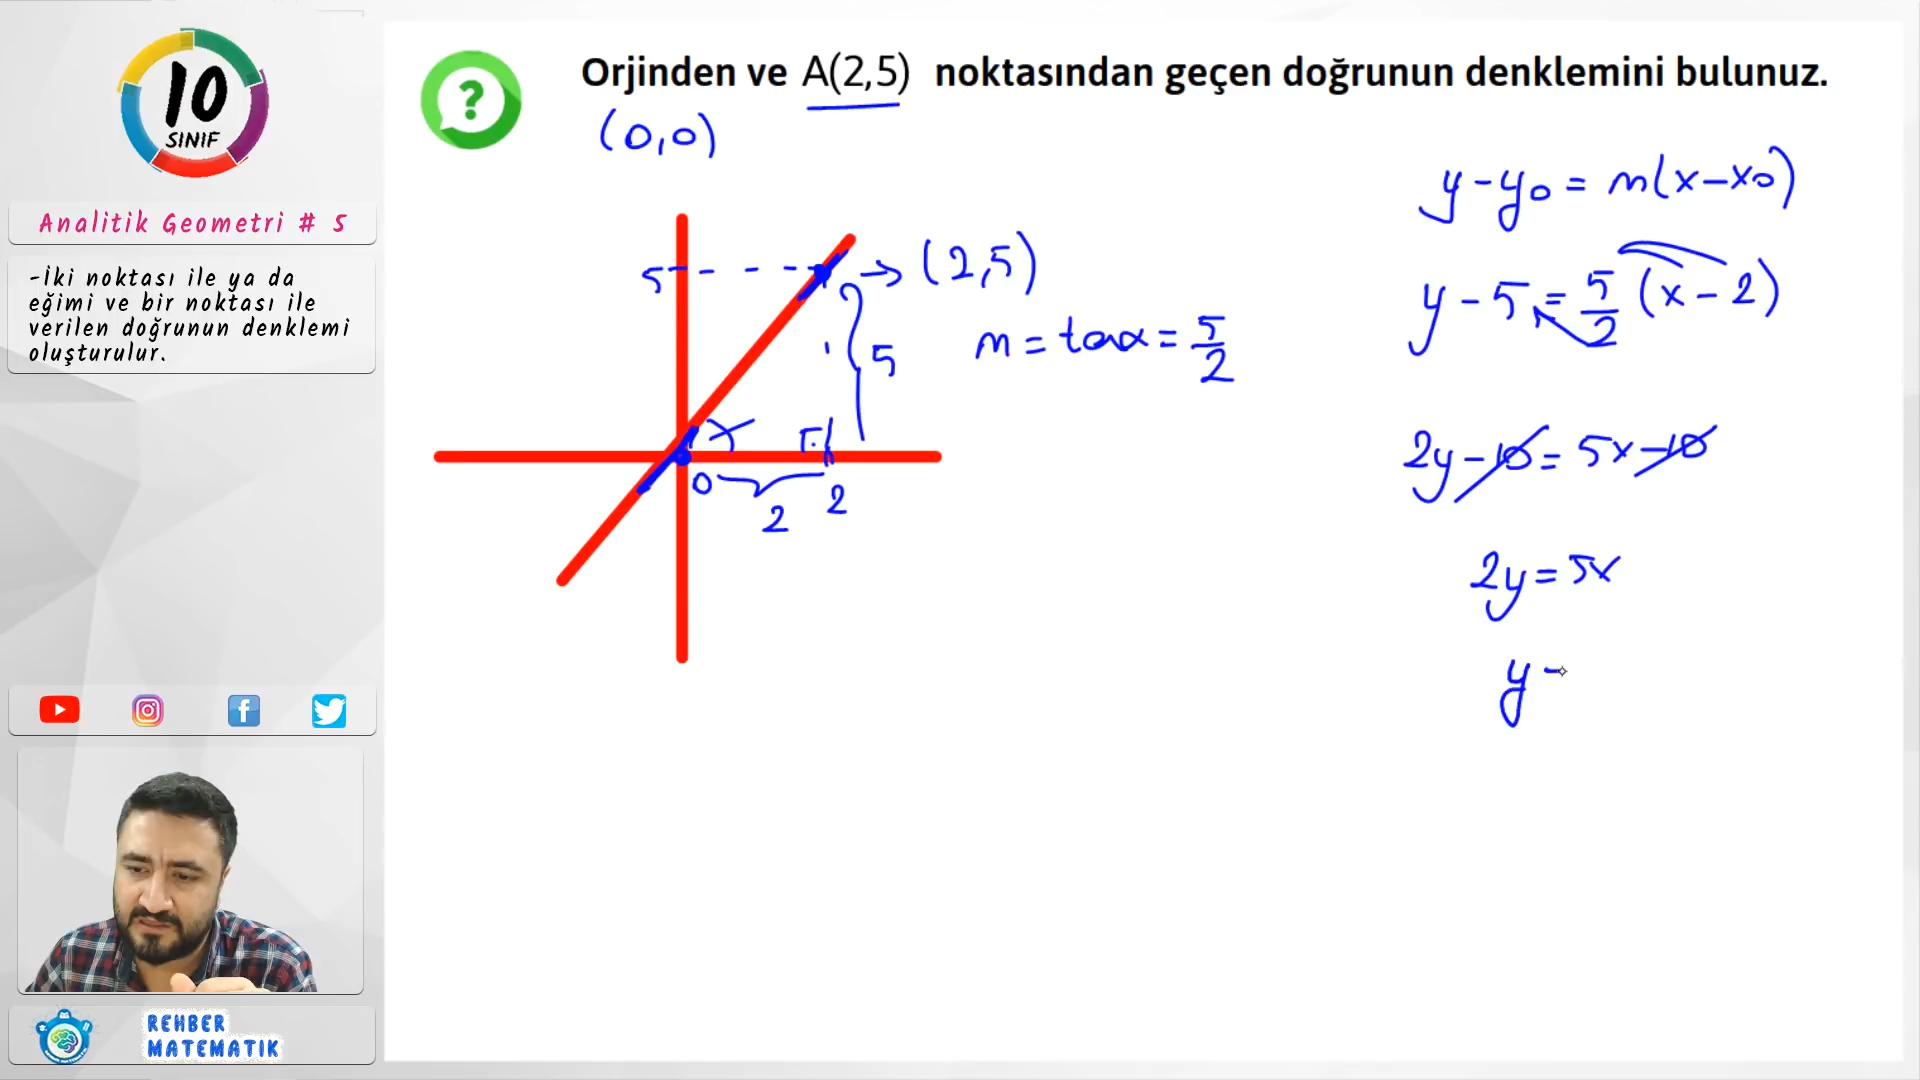 10
SINIF
Analitik Geometri # 5
-İki noktası ile ya da
eğimi ve bir noktası ile
verilen doğrunun denklemi
oluşturulur.
REHBER
MATEMATIK
?
Orjinden ve A(2,5) noktasından geçen doğrunun denklemini bulunuz.
(0,0)
5
(2,5)
5
0
2
2
m = tanα = 5/2
y - y0 = m(x - x0)
y - 5 = 5/2 (x - 2)
2y - 10 = 5x - 10
2y = 5x
y -